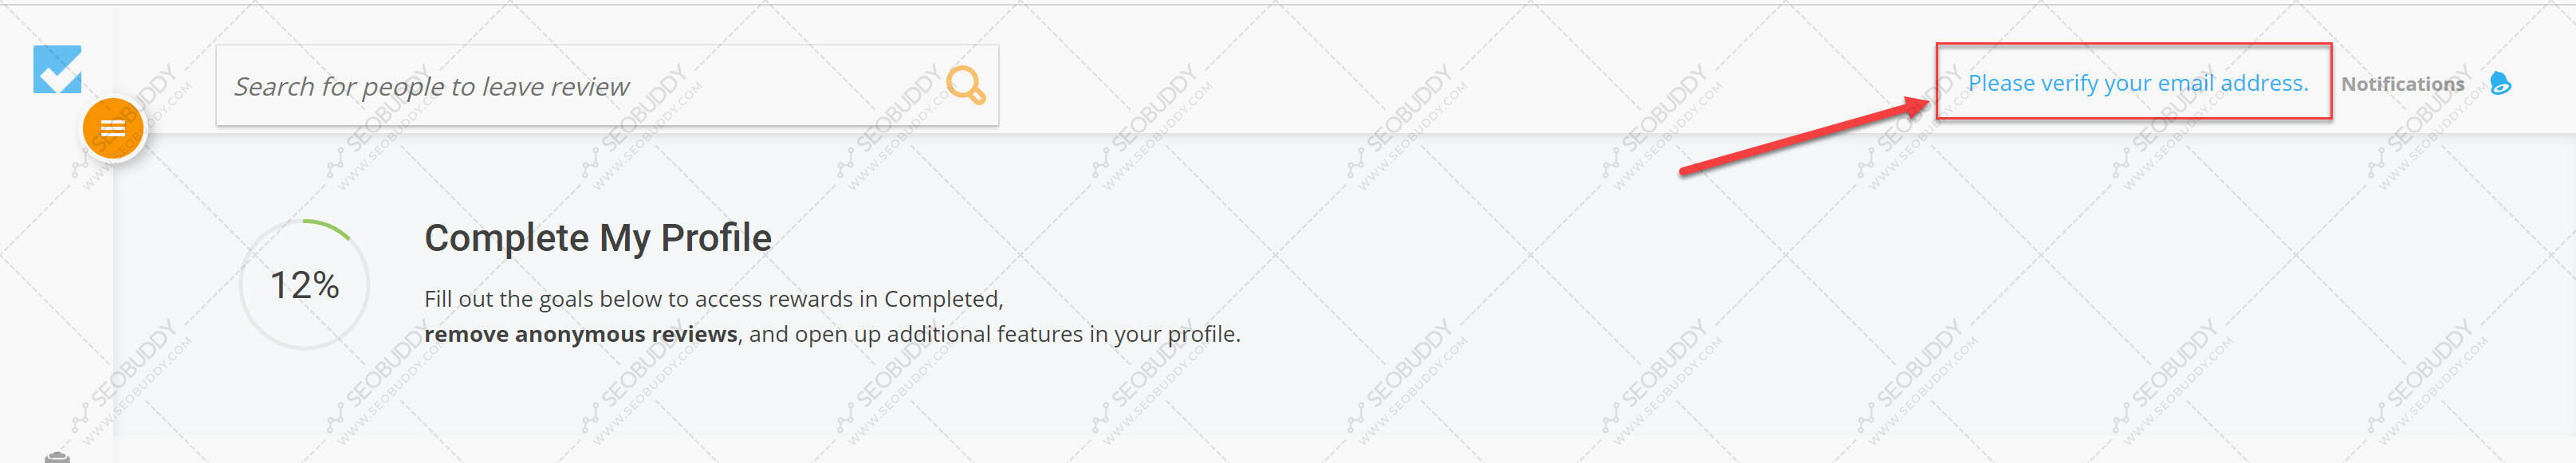 Search for people to leave review
Please verify your email address.
Notifications
12%
Complete My Profile
Fill out the goals below to access rewards in Completed,
remove anonymous reviews, and open up additional features in your profile.
SEOBUDDY
WWW.SEOBUDDY.COM